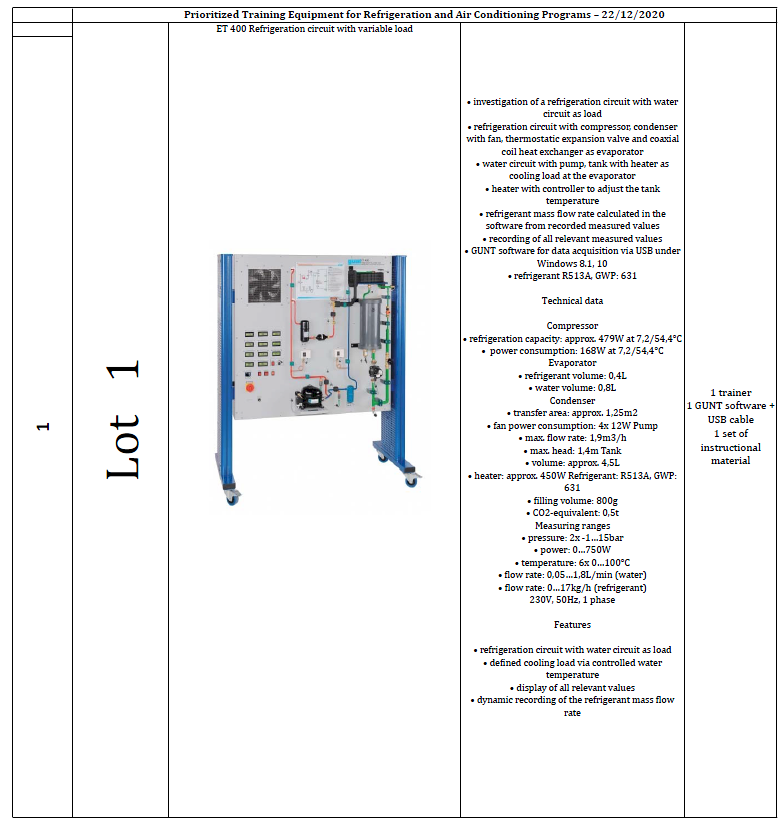 Prioritized Training Equipment for Refrigeration and Air Conditioning Programs – 22/12/2020
1
Lot 1
ET 400 Refrigeration circuit with variable load
• investigation of a refrigeration circuit with water
circuit as load
• refrigeration circuit with compressor, condenser
with fan, thermostatic expansion valve and coaxial
coil heat exchanger as evaporator
• water circuit with pump, tank with heater as
cooling load at the evaporator
• heater with controller to adjust the tank
temperature
• refrigerant mass flow rate calculated in the
software from recorded measured values
• recording of all relevant measured values
• GUNT software for data acquisition via USB under
Windows 8.1, 10
• refrigerant R513A, GWP: 631
Technical data
Compressor
• refrigeration capacity: approx. 479W at 7,2/54,4°C
• power consumption: 168W at 7,2/54,4°C
Evaporator
• refrigerant volume: 0,4L
• water volume: 0,8L
Condenser
• transfer area: approx. 1,25m2
• fan power consumption: 4x 12W Pump
• max. flow rate: 1,9m3/h
• max. head: 1,4m Tank
• volume: approx. 4,5L
• heater: approx. 450W Refrigerant: R513A, GWP:
631
• filling volume: 800g
• CO2-equivalent: 0,5t
Measuring ranges
• pressure: 2x -1...15bar
• power: 0...750W
• temperature: 6x 0...100°C
• flow rate: 0,05...1,8L/min (water)
• flow rate: 0...17kg/h (refrigerant)
230V, 50Hz, 1 phase
Features
• refrigeration circuit with water circuit as load
• defined cooling load via controlled water
temperature
• display of all relevant values
• dynamic recording of the refrigerant mass flow
rate
1 trainer
1 GUNT software +
USB cable
1 set of
instructional
material